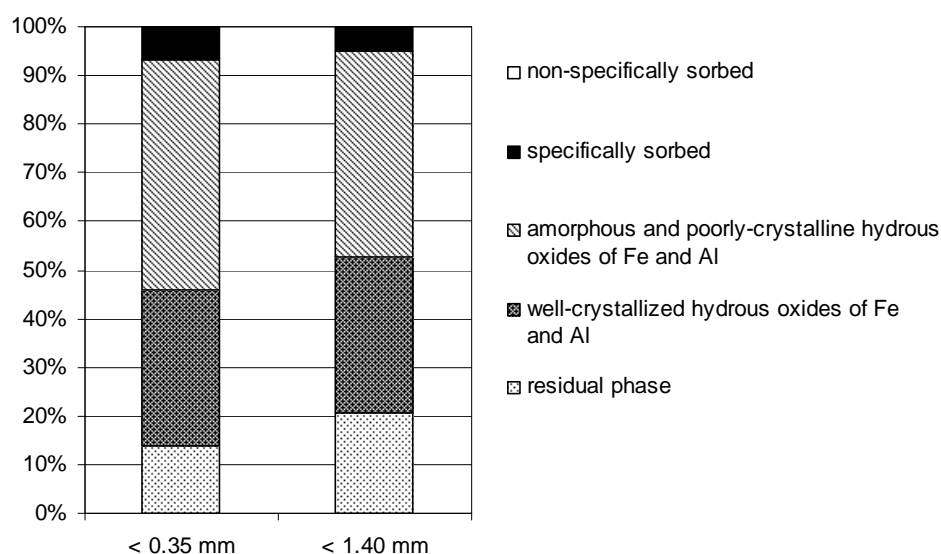 100%
90%
80%
70%
60%
50%
40%
30%
20%
10%
0%
< 0.35 mm
< 1.40 mm
non-specifically sorbed
specifically sorbed
amorphous and poorly-crystalline hydrous
oxides of Fe and Al
well-crystallized hydrous oxides of Fe
and Al
residual phase